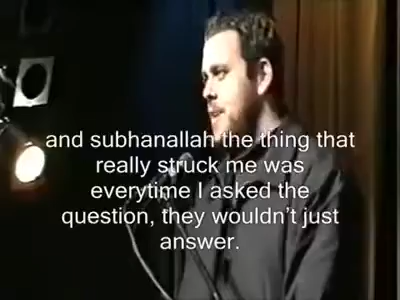 and subhanallah the thing that
really struck me was
everytime I asked the
question, they wouldn't just
answer.